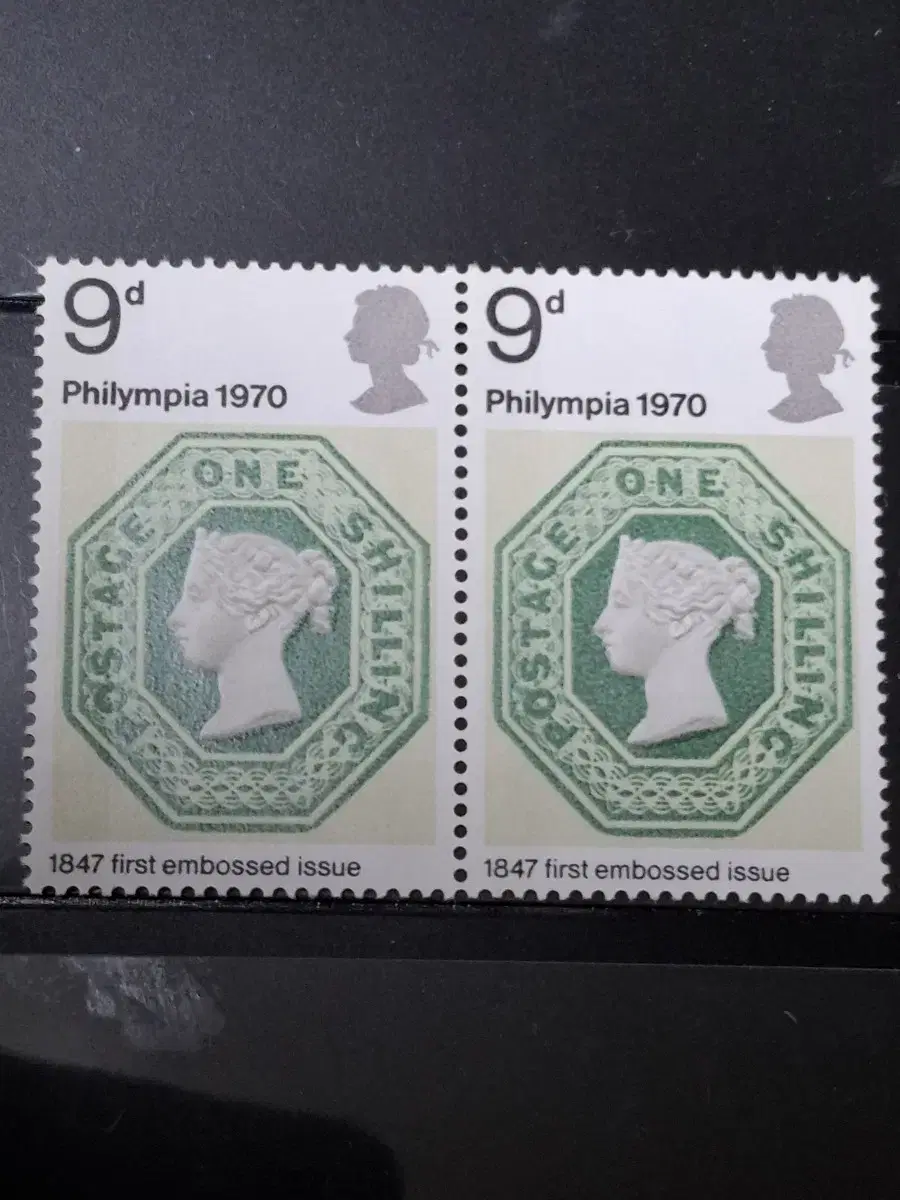 9d
Philympia 1970
POSTAGE ONE SHILLING
1847 first embossed issue
9d
Philympia 1970
POSTAGE ONE SHILLING
1847 first embossed issue